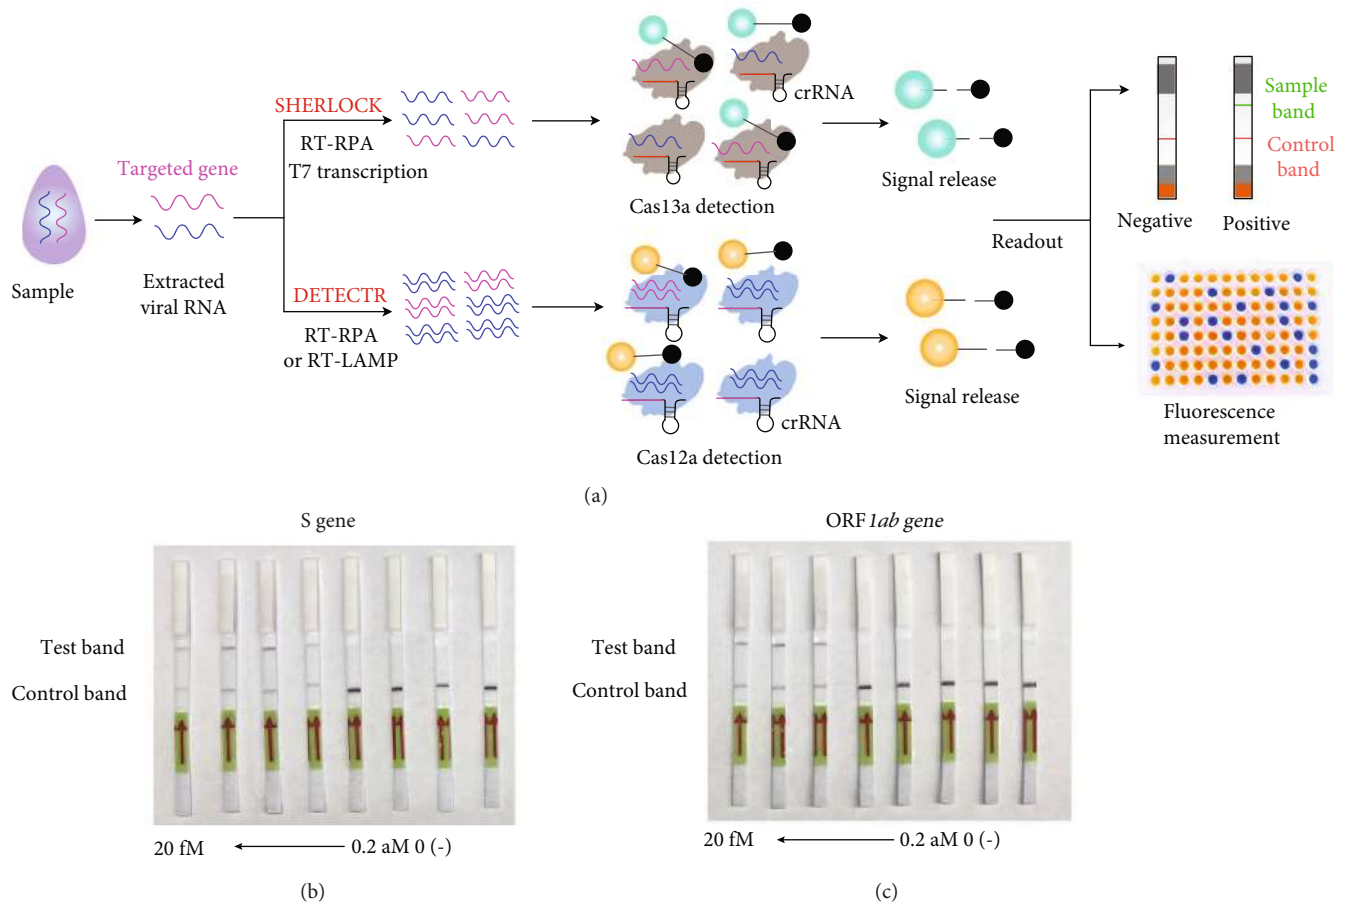 Sample
Targeted gene
Extracted
viral RNA
SHERLOCK
RT-RPA
T7 transcription
DETECTR
RT-RPA
or RT-LAMP
crRNA
Cas13a detection
crRNA
Cas12a detection
Signal release
Signal release
Readout
Sample
band
Control
band
Negative
Positive
Fluorescence
measurement
(a)
S gene
Test band
Control band
20 fM
0.2 aM 0 (-)
(b)
ORF1ab gene
Test band
Control band
20 fM
0.2 aM 0 (-)
(c)